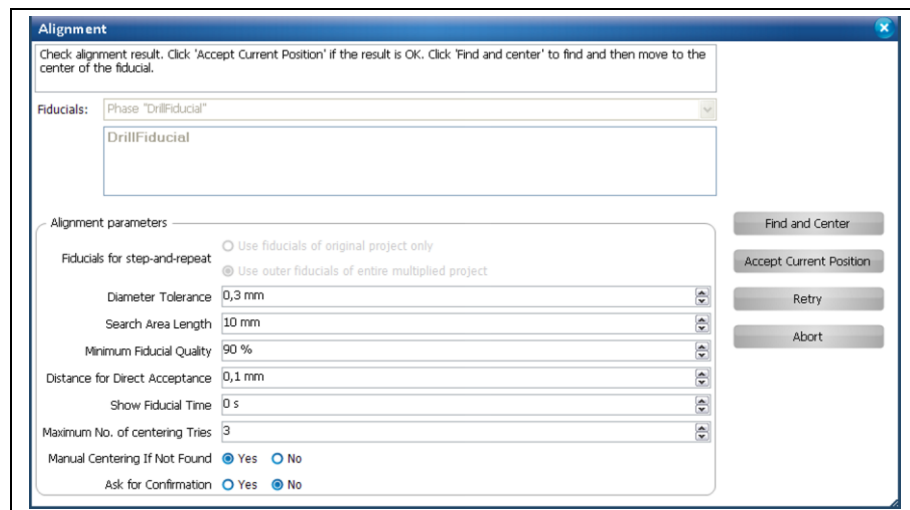 Alignment
Check alignment result. Click 'Accept Current Position' if the result is OK. Click 'Find and center' to find and then move to the
center of the fiducial.
Fiducials: Phase "DrillFiducial"
DrillFiducial
Alignment parameters
Fiducials for step-and-repeat
Use fiducials of original project only
Use outer fiducials of entire multiplied project
Diameter Tolerance 0,3 mm
Search Area Length 10 mm
Minimum Fiducial Quality 90 %
Distance for Direct Acceptance 0,1 mm
Show Fiducial Time 0 s
Maximum No. of centering Tries 3
Manual Centering If Not Found Yes No
Ask for Confirmation Yes No
Find and Center
Accept Current Position
Retry
Abort